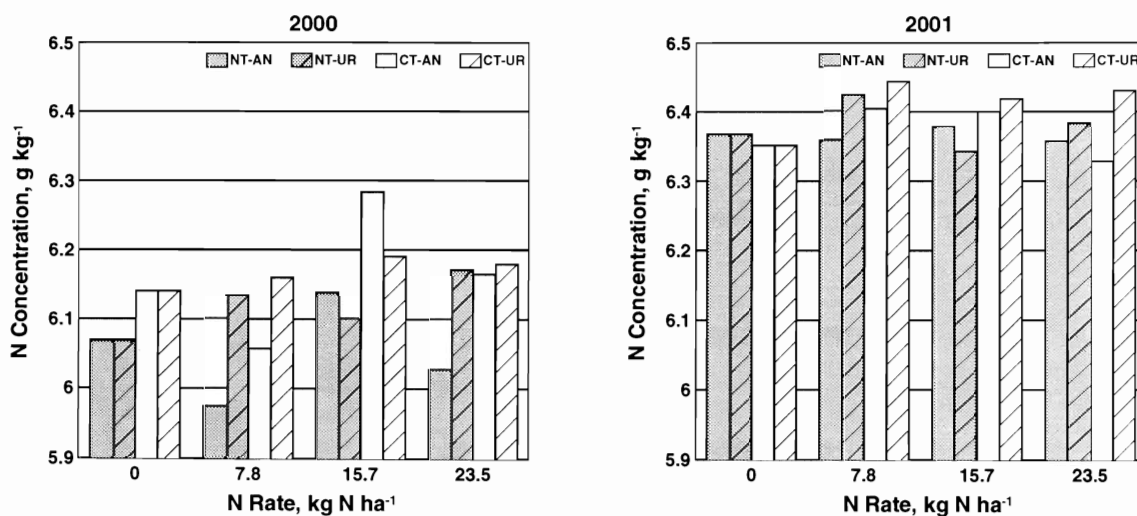 2000
6.5
NT-AN NT-UR CT-AN CT-UR
6.4
6.3
6.2
6.1
6
5.9
N Concentration, g kg⁻¹
0 7.8 15.7 23.5
N Rate, kg N ha⁻¹
2001
6.5
NT-AN NT-UR CT-AN CT-UR
6.4
6.3
6.2
6.1
6
5.9
N Concentration, g kg⁻¹
0 7.8 15.7 23.5
N Rate, kg N ha⁻¹